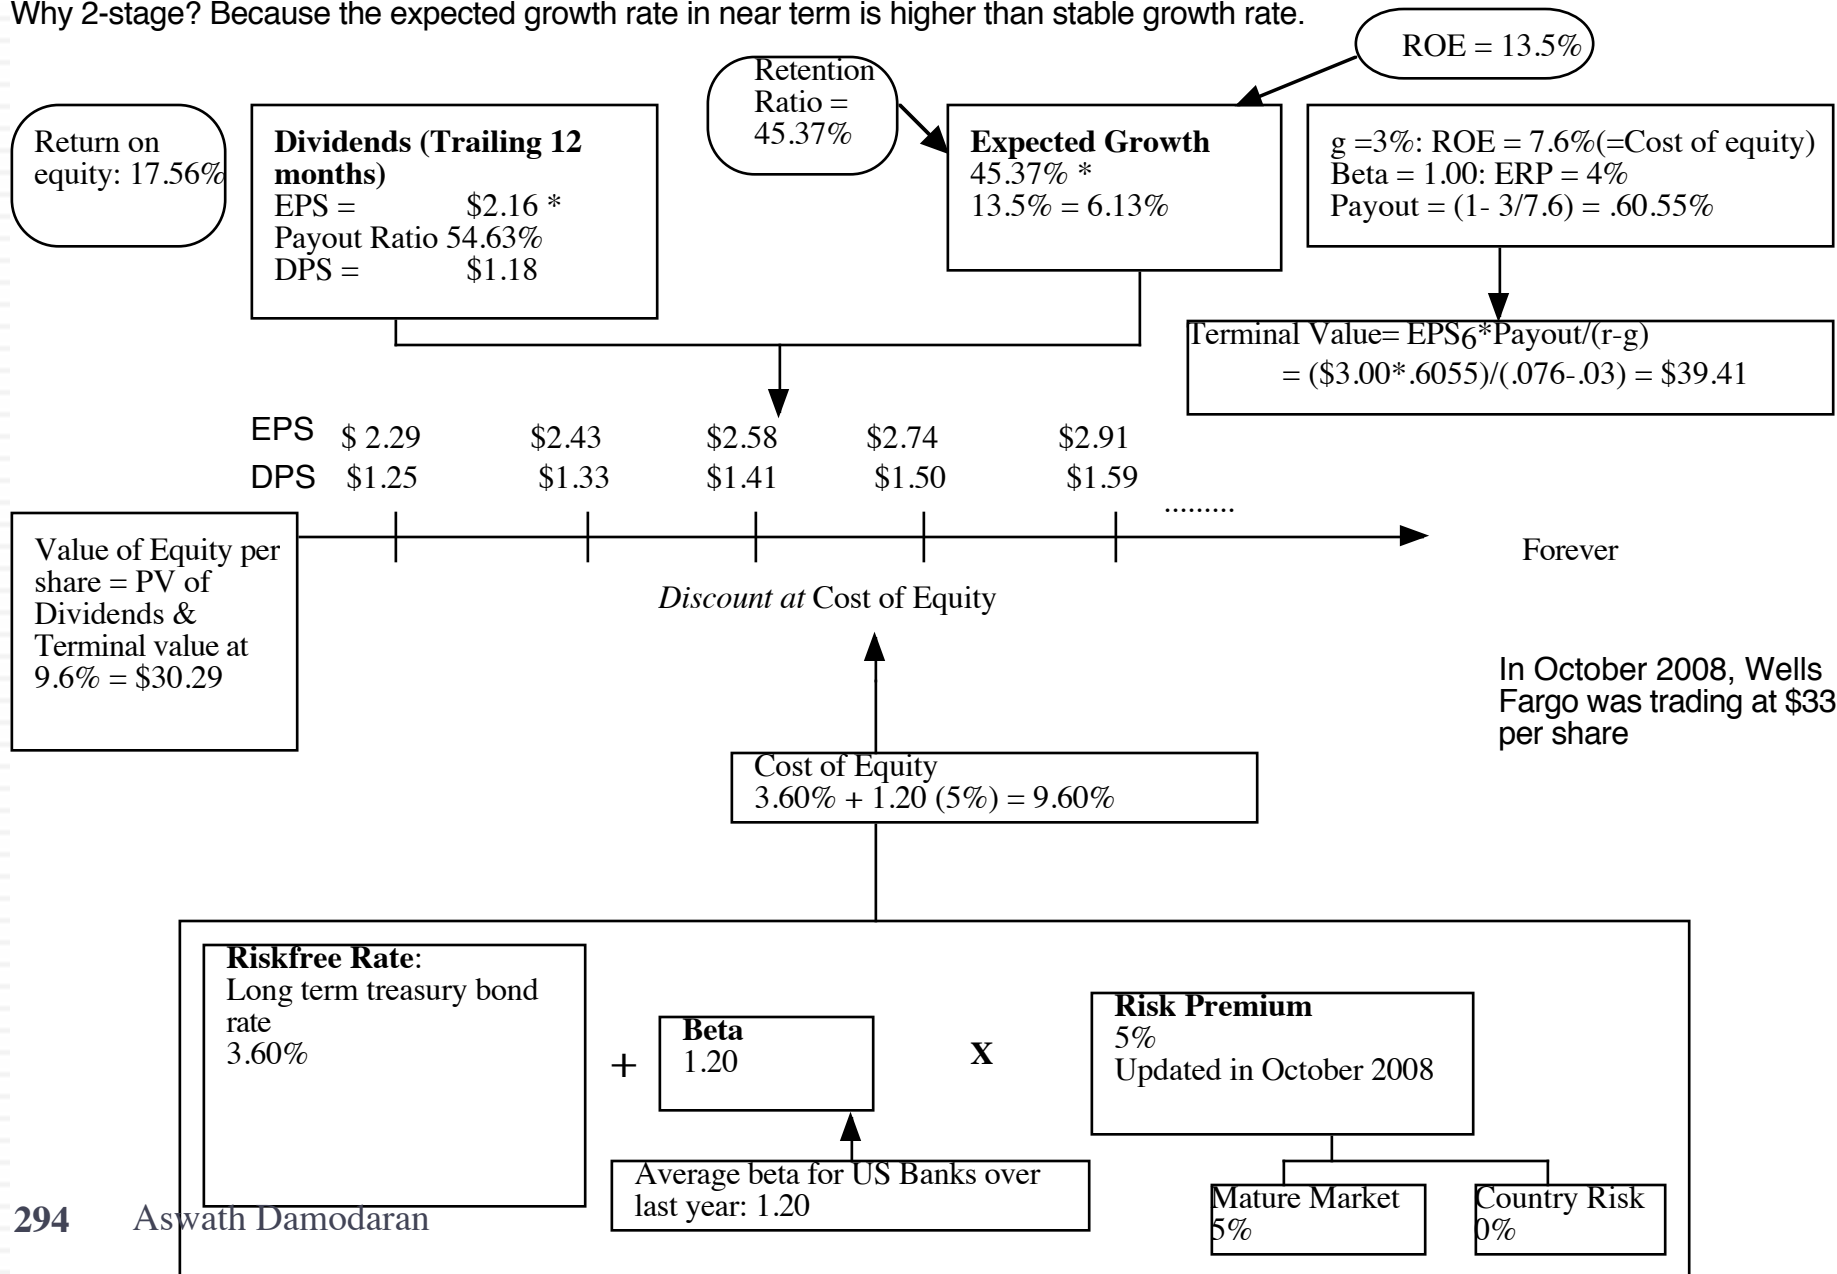 Why 2-stage? Because the expected growth rate in near term is higher than stable growth rate.
ROE = 13.5%
Retention
Ratio =
45.37%
Return on
equity: 17.56%
Dividends (Trailing 12
months)
EPS = $2.16 *
Payout Ratio 54.63%
DPS = $1.18
Expected Growth
45.37% *
13.5% = 6.13%
g =3%: ROE = 7.6%(=Cost of equity)
Beta = 1.00: ERP = 4%
Payout = (1- 3/7.6) = .60.55%
Terminal Value= EPS6*Payout/(r-g)
= ($3.00*.6055)/(.076-.03) = $39.41
EPS $ 2.29 $2.43 $2.58 $2.74 $2.91
DPS $1.25 $1.33 $1.41 $1.50 $1.59
.........
Value of Equity per
share = PV of
Dividends &
Terminal value at
9.6% = $30.29
Forever
Discount at Cost of Equity
In October 2008, Wells
Fargo was trading at $33
per share
Cost of Equity
3.60% + 1.20 (5%) = 9.60%
Riskfree Rate:
Long term treasury bond
rate
3.60%
+
Beta
1.20
X
Risk Premium
5%
Updated in October 2008
Average beta for US Banks over
last year: 1.20
Mature Market
5%
Country Risk
0%
294 Aswath Damodaran